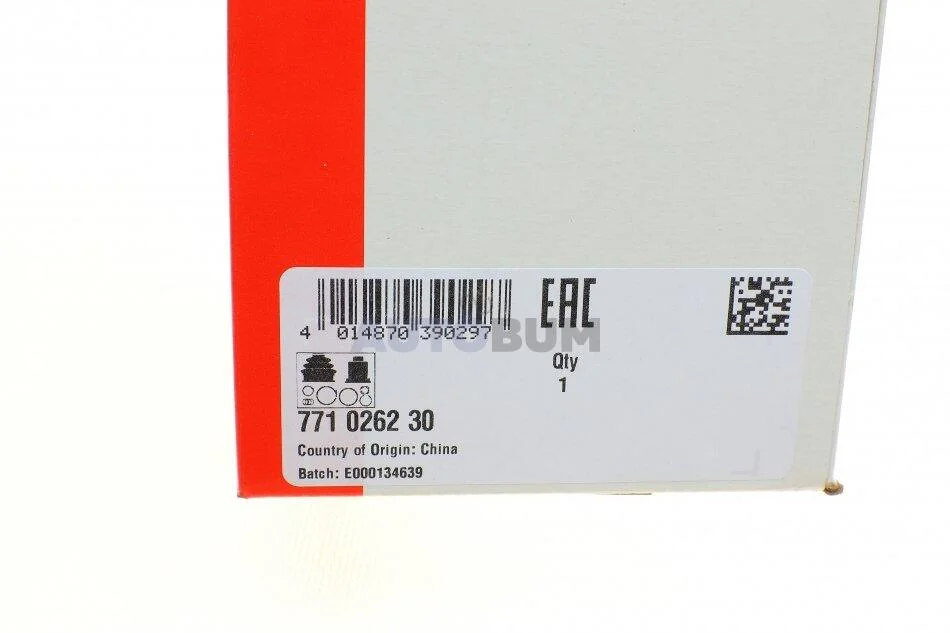 EAC
4 014870 390297
AUTOBUM
Qty
1
771 0262 30
Country of Origin: China
Batch: E000134639